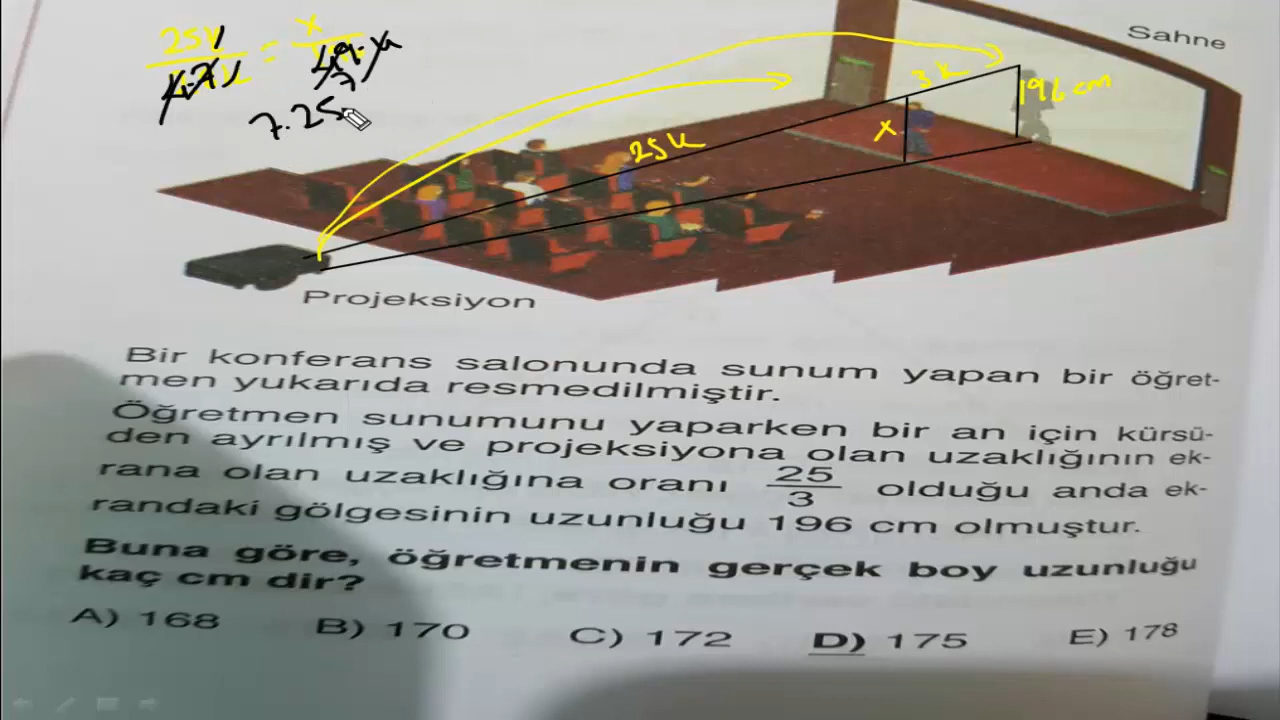 Sahne
25k = x
3k
196 cm
7.25
x
25k
Projeksiyon
Bir konferans salonunda sunum yapan bir öğret-
men yukarıda resmedilmiştir.
Öğretmen sunumunu yaparken bir an için kürsü-
den ayrılmış ve projeksiyona olan uzaklığının ek-
rana olan uzaklığına oranı 25/3 olduğu anda ek-
randaki gölgesinin uzunluğu 196 cm olmuştur.
Buna göre, öğretmenin gerçek boy uzunluğu
kaç cm dir?
A) 168 B) 170 C) 172 D) 175 E) 178